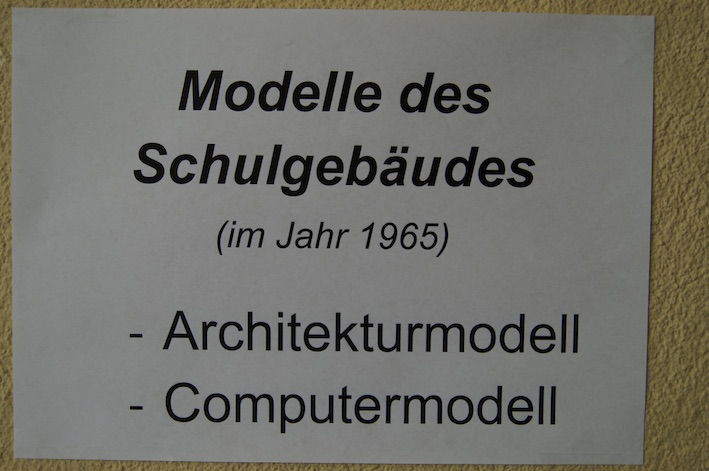 Modelle des
Schulgebäudes
(im Jahr 1965)
- Architekturmodell
- Computermodell